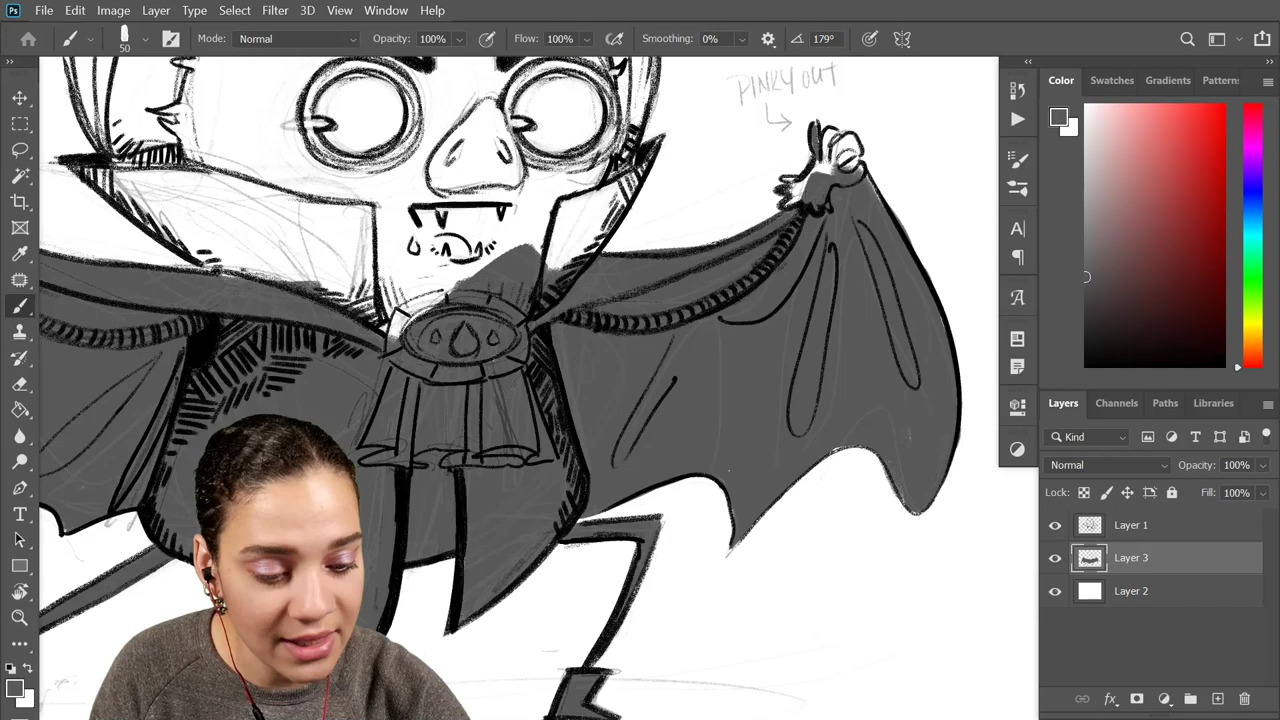 Ps File Edit Image Layer Type Select Filter 3D View Window Help
50 Mode: Normal Opacity: 100% Flow: 100% Smoothing: 0% 179°
PINKY OUT
Color Swatches Gradients Pattern
Layers Channels Paths Libraries
Kind
Normal Opacity: 100%
Lock: Fill: 100%
Layer 1
Layer 3
Layer 2